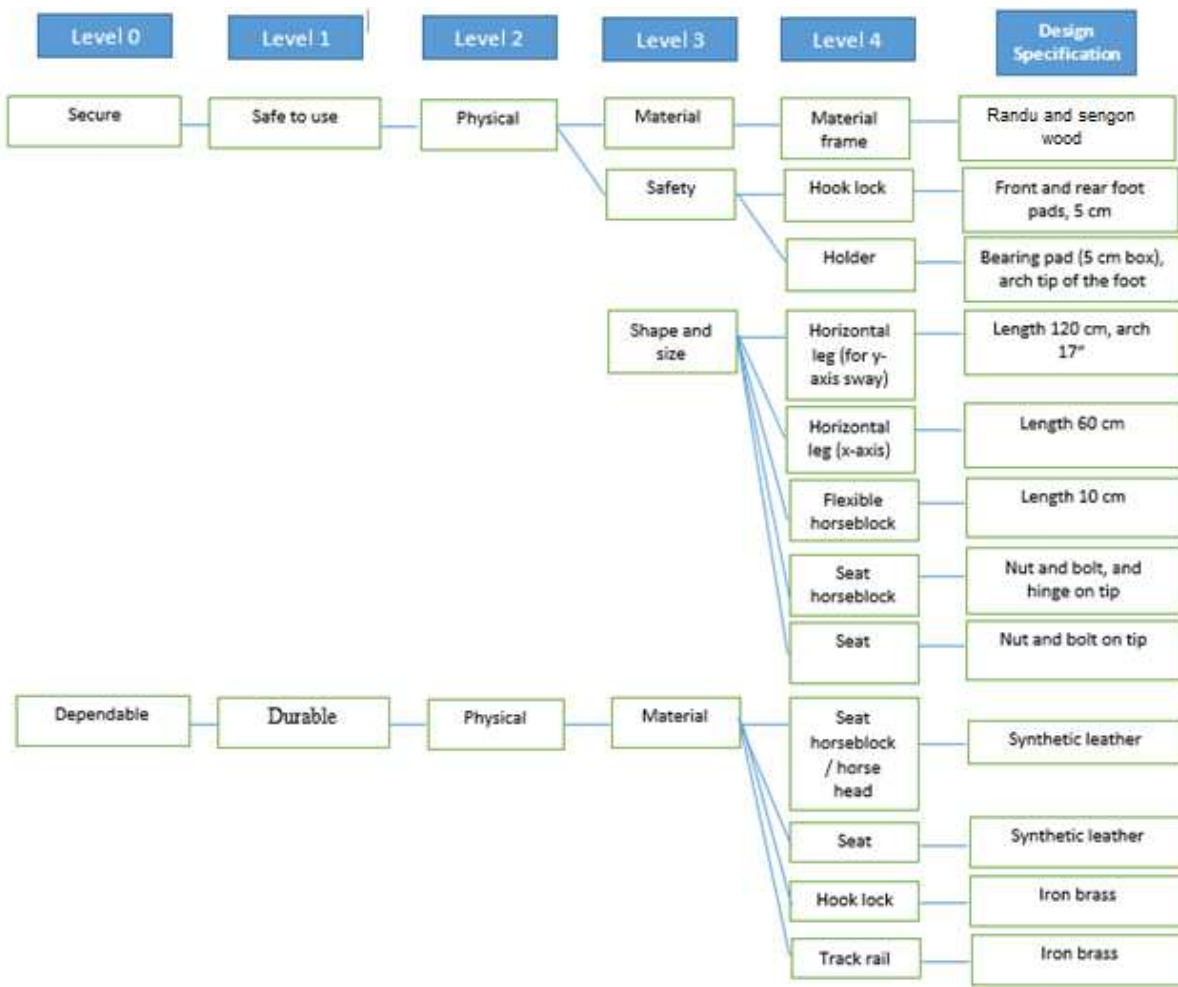 Level 0
Level 1
Level 2
Level 3
Level 4
Design
Specification
Secure
Safe to use
Physical
Material
Material
frame
Randu and sengon
wood
Safety
Hook lock
Front and rear foot
pads, 5 cm
Holder
Bearing pad (5 cm box),
arch tip of the foot
Shape and
size
Horizontal
leg (for y-
axis sway)
Length 120 cm, arch
17"
Horizontal
leg (x-axis)
Length 60 cm
Flexible
horseblock
Length 10 cm
Seat
horseblock
Nut and bolt, and
hinge on tip
Seat
Nut and bolt on tip
Dependable
Durable
Physical
Material
Seat
horseblock
/ horse
head
Synthetic leather
Seat
Synthetic leather
Hook lock
Iron brass
Track rail
Iron brass